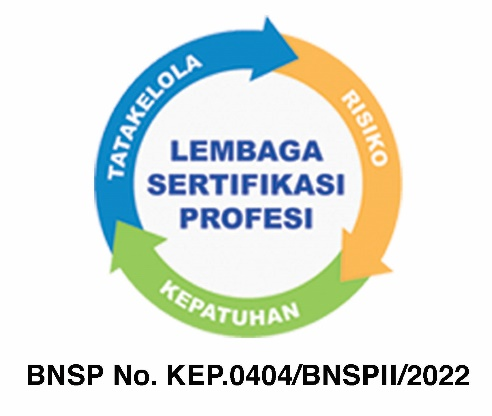 TATAKELOLA
RISIKO
LEMBAGA
SERTIFIKASI
PROFESI
KEPATUHAN
BNSP No. KEP.0404/BNSPII/2022